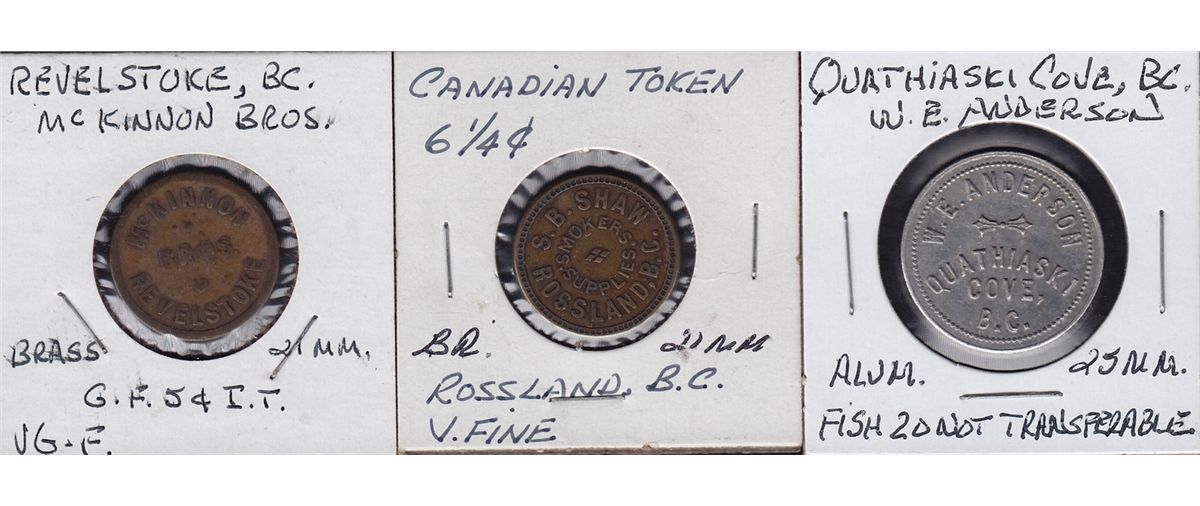 REVELSTOKE, BC.
Mc KINNON BROS.
McKINNON
BROS
REVELSTOKE
BRASS
21 MM.
G.F. 5¢ I.T.
VG-F.
CANADIAN TOKEN
6 1/4 ¢
S. B. SHAW
SMOKERS.
SUPPLIES.
ROSSLAND, B.C.
BR.
21 MM
ROSSLAND, B.C.
V. FINE
QUATHIASKI COVE, BC.
W. E. ANDERSON
W. E. ANDERSON
QUATHIASKI
COVE,
B.C.
ALUM.
25 MM.
FISH 20 NOT TRANSFERABLE